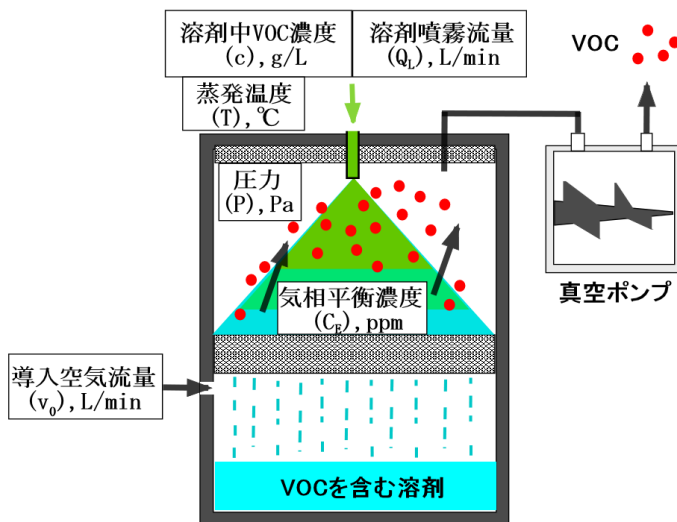 溶剤中VOC濃度
(c), g/L
溶剤噴霧流量
(Q_L), L/min
VOC
蒸発温度
(T), ℃
圧力
(P), Pa
真空ポンプ
気相平衡濃度
(C_E), ppm
導入空気流量
(v_0), L/min
VOCを含む溶剤